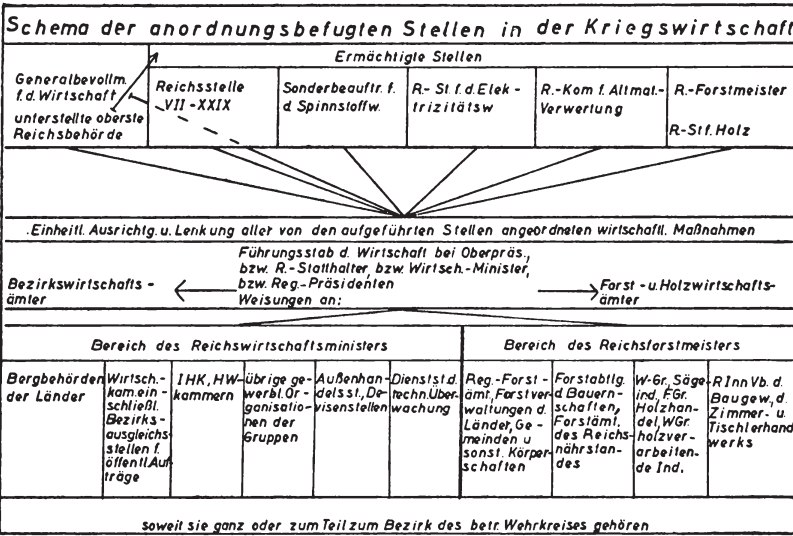 Schema der anordnungsbefugten Stellen in der Kriegswirtschaft
Ermächtigte Stellen
Generalbevollm.
f.d. Wirtschaft
unterstellte oberste
Reichsbehörde
Reichsstelle
VII-XXIX
Sonderbeauftr. f.
d Spinnstoffw.
R.- St f.d. Elek-
trizitätsw
R.-Kom f. Altmat.-
Verwertung
R.-Forstmeister
R.-St f. Holz
Einheitl. Ausrichtg. u. Lenkung aller von den aufgeführten Stellen angeordneten wirtschaftl. Maßnahmen
Bezirkswirtschafts-
ämter
Führungsstab d. Wirtschaft bei Oberpräs.,
bzw. R.-Statthalter, bzw. Wirtsch.-Minister,
bzw. Reg.-Präsidenten
Weisungen an:
Forst-u. Holzwirtschafts-
ämter
Bereich des Reichswirtschaftsministers
Bereich des Reichsforstmeisters
Bergbehörden
der Länder
Wirtsch.-
kam. ein-
schließl.
Bezirks-
ausgleichs-
stellen f.
öffentl. Auf-
träge
IHK, HW-
kammern
übrige ge-
werbl. Or-
ganisatio-
nen der
Gruppen
Außenhan-
delsst., De-
visenstellen
Dienstst. d.
techn. Über-
wachung
Reg.-Forst-
ämt, Forstver-
waltungen d.
Länder, Ge-
meinden u
sonst. Körper-
schaften
Forstabtlg.
d. Bauern-
schaften,
Forstämt.
des Reichs-
nährstan-
des
W-Gr. Säge
ind., F.Gr.
Holzhan-
del, WGr.
holzver-
arbeiten-
de Ind.
R Inn Vb. d.
Baugew., d.
Zimmer- u.
Tischlerhand
werks
soweit sie ganz oder zum Teil zum Bezirk des betr. Wehrkreises gehören